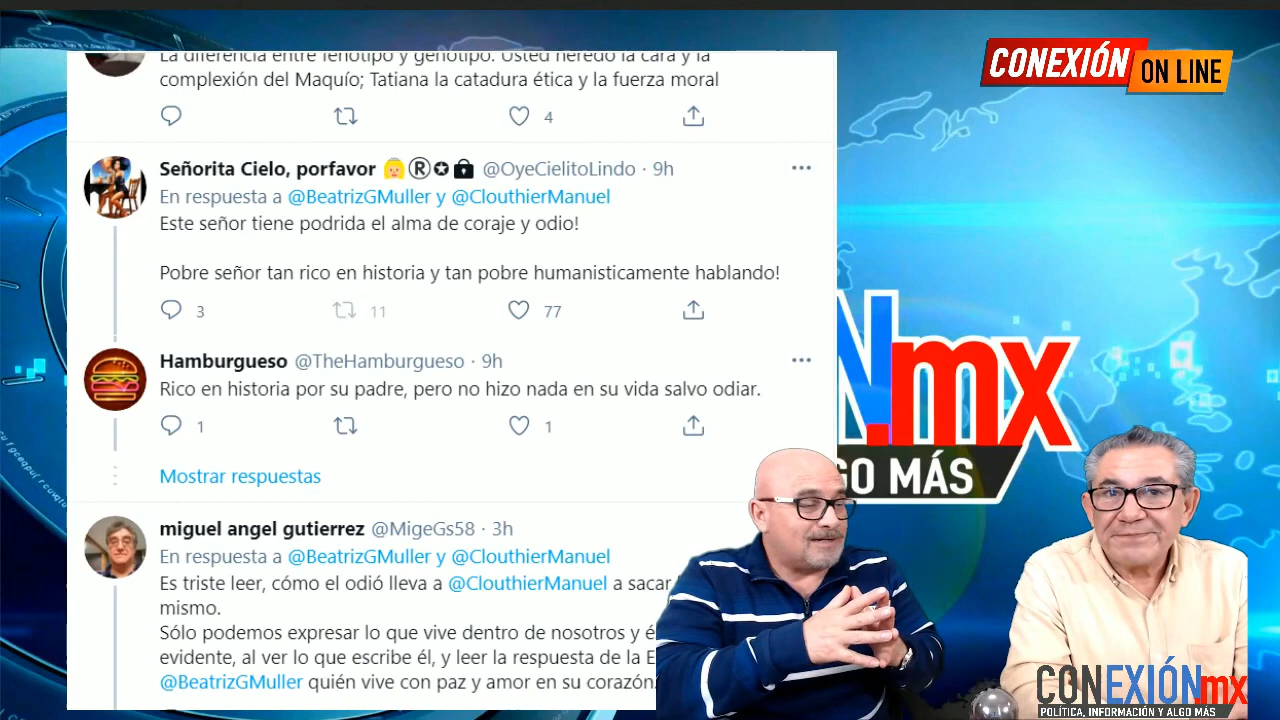 La diferencia entre fenotipo y genotipo. Usted heredó la cara y la
complexión del Maquío; Tatiana la catadura ética y la fuerza moral
4
Señorita Cielo, porfavor ® @OyeCielitoLindo · 9h
En respuesta a @BeatrizGMuller y @ClouthierManuel
Este señor tiene podrida el alma de coraje y odio!
Pobre señor tan rico en historia y tan pobre humanisticamente hablando!
3 11 77
Hamburgueso @TheHamburgueso · 9h
Rico en historia por su padre, pero no hizo nada en su vida salvo odiar.
1 1
Mostrar respuestas
miguel angel gutierrez @MigeGs58 · 3h
En respuesta a @BeatrizGMuller y @ClouthierManuel
Es triste leer, cómo el odió lleva a @ClouthierManuel a sacar
mismo.
Sólo podemos expresar lo que vive dentro de nosotros y é
evidente, al ver lo que escribe él, y leer la respuesta de la E
@BeatrizGMuller quién vive con paz y amor en su corazón.
CONEXIÓN
ON LINE
N.mx
GO MÁS
CONEXIÓN.mx
POLÍTICA, INFORMACIÓN Y ALGO MÁS